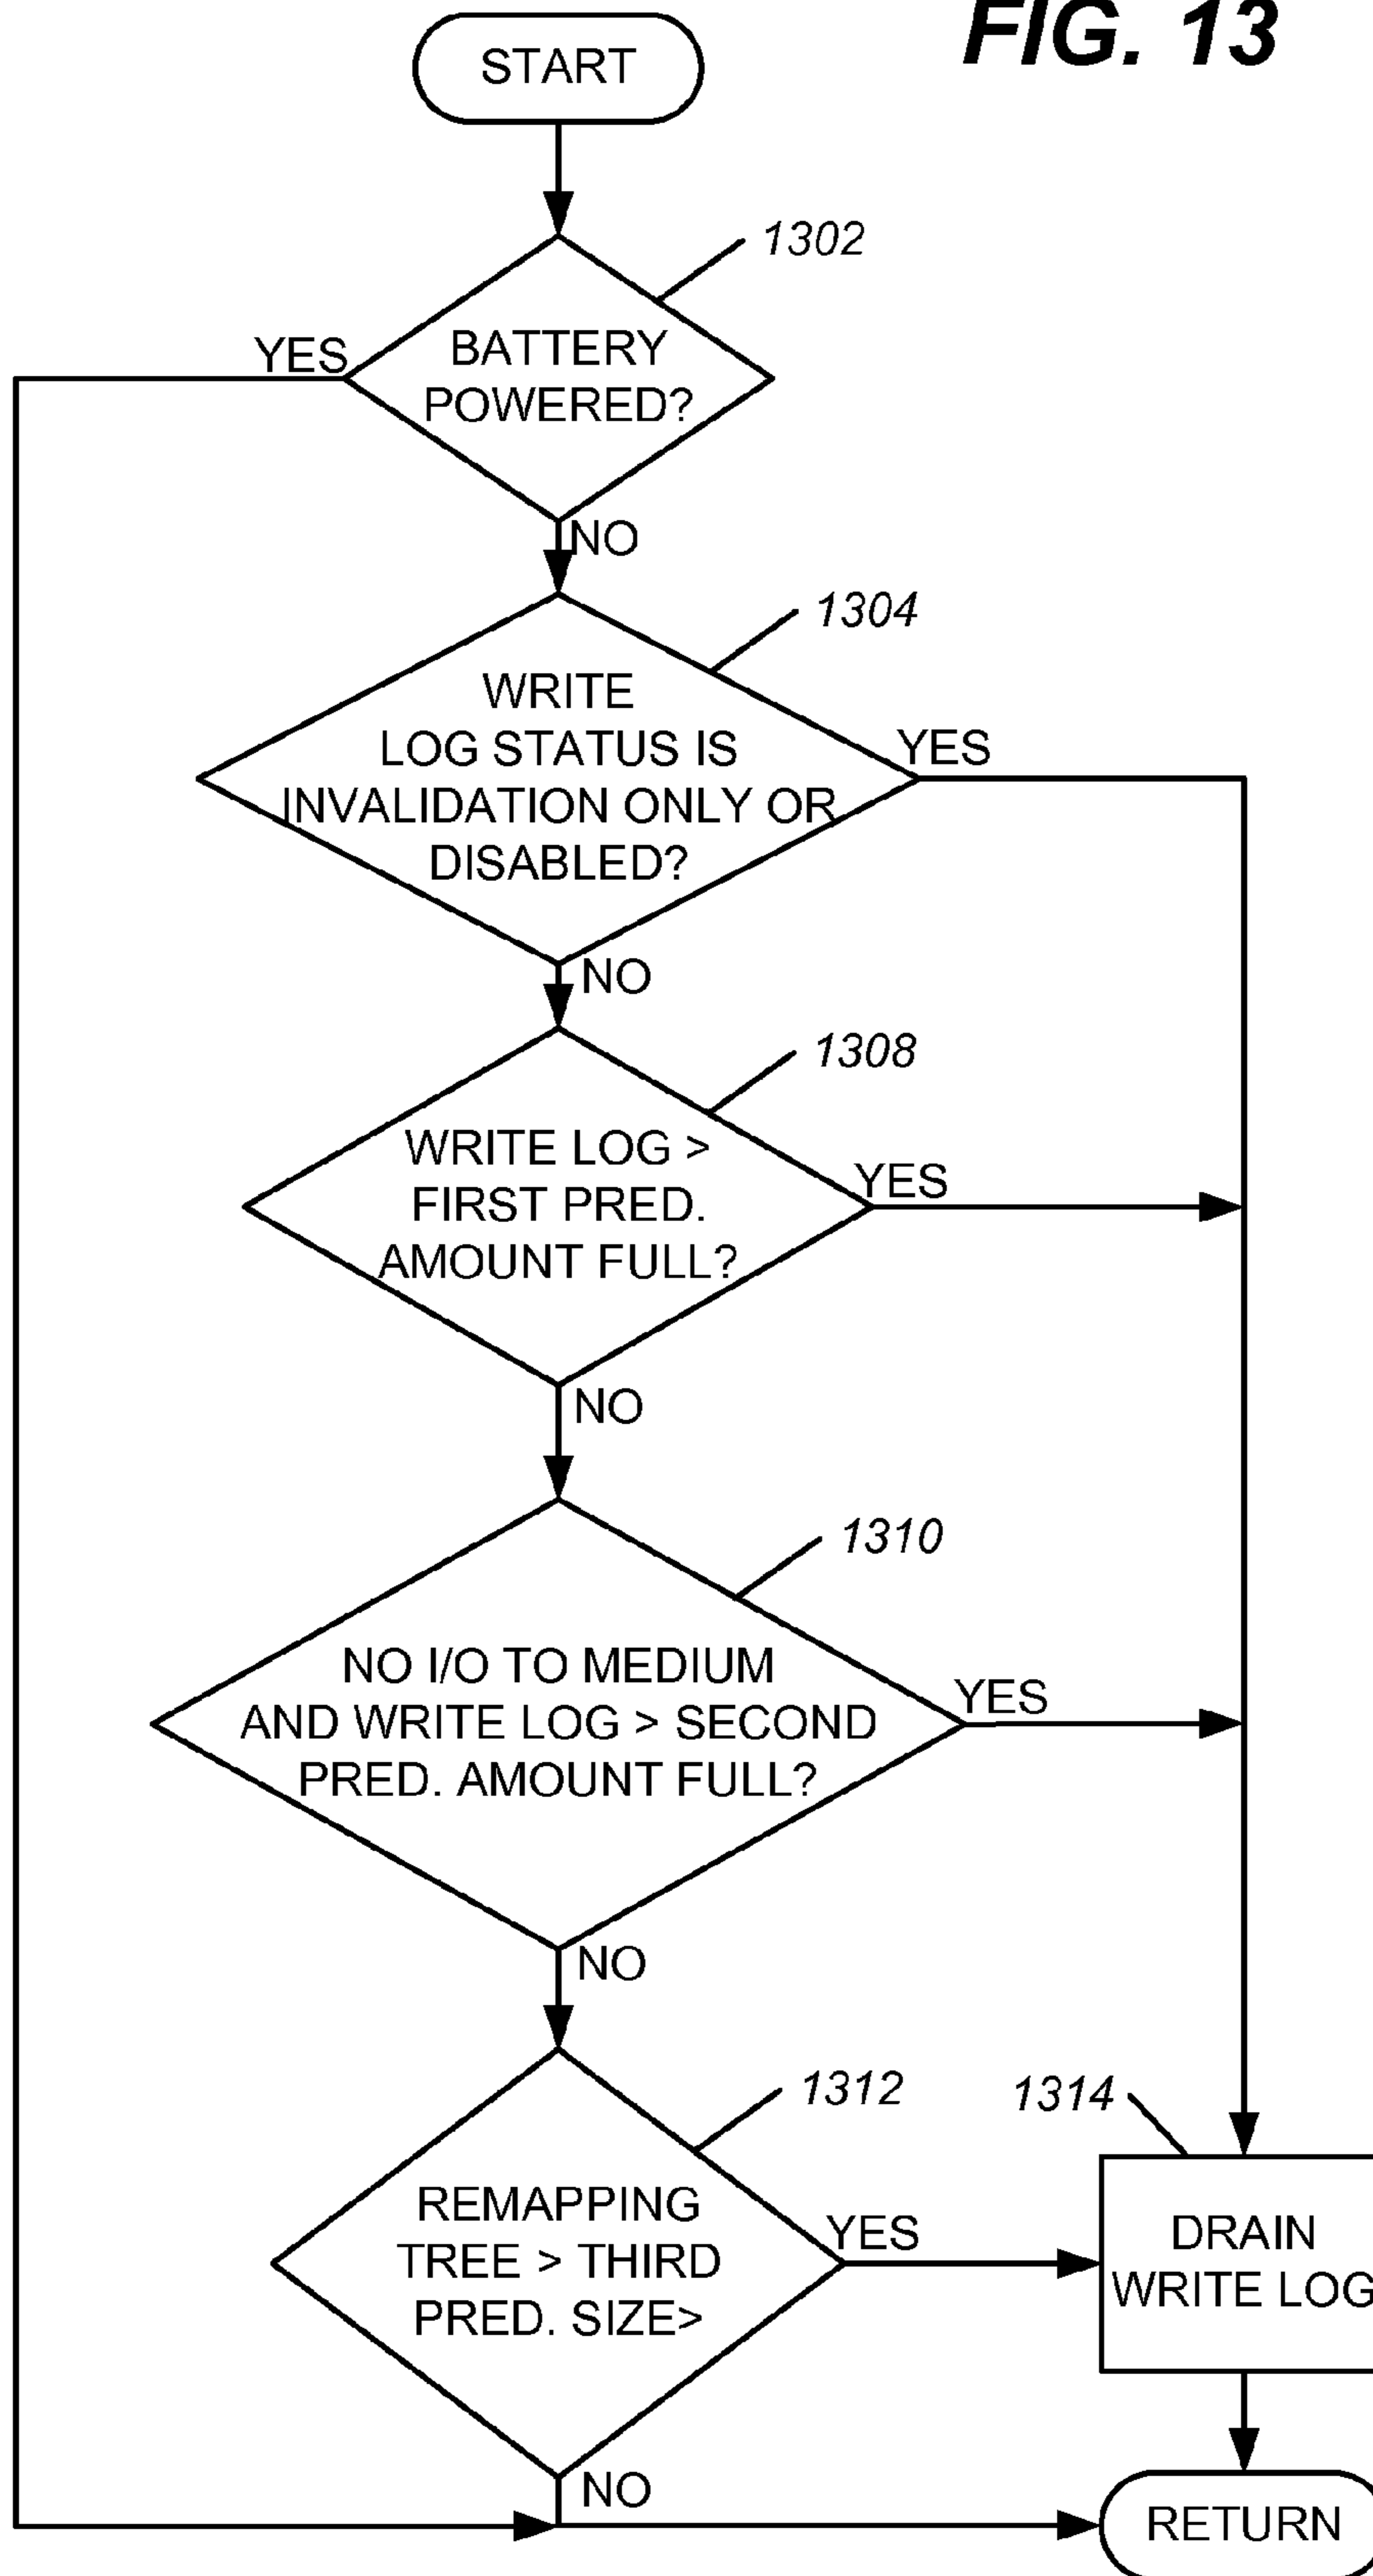 FIG. 13
START
1302
BATTERY
POWERED?
YES
NO
1304
WRITE
LOG STATUS IS
INVALIDATION ONLY OR
DISABLED?
YES
NO
1308
WRITE LOG >
FIRST PRED.
AMOUNT FULL?
YES
NO
1310
NO I/O TO MEDIUM
AND WRITE LOG > SECOND
PRED. AMOUNT FULL?
YES
NO
1312
REMAPPING
TREE > THIRD
PRED. SIZE>
YES
NO
1314
DRAIN
WRITE LOG
RETURN